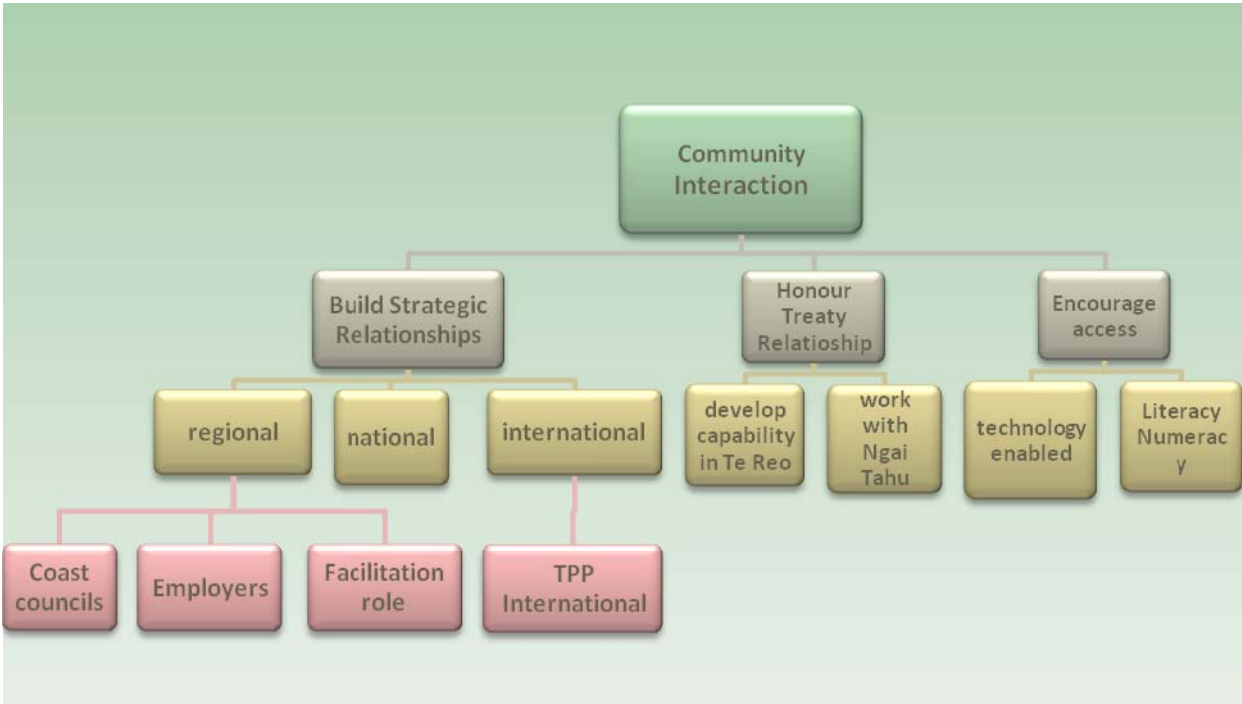 Community
Interaction
Build Strategic
Relationships
Honour
Treaty
Relatioship
Encourage
access
regional
national
international
develop
capability
in Te Reo
work
with
Ngai
Tahu
technology
enabled
Literacy
Numerac
y
Coast
councils
Employers
Facilitation
role
TPP
International